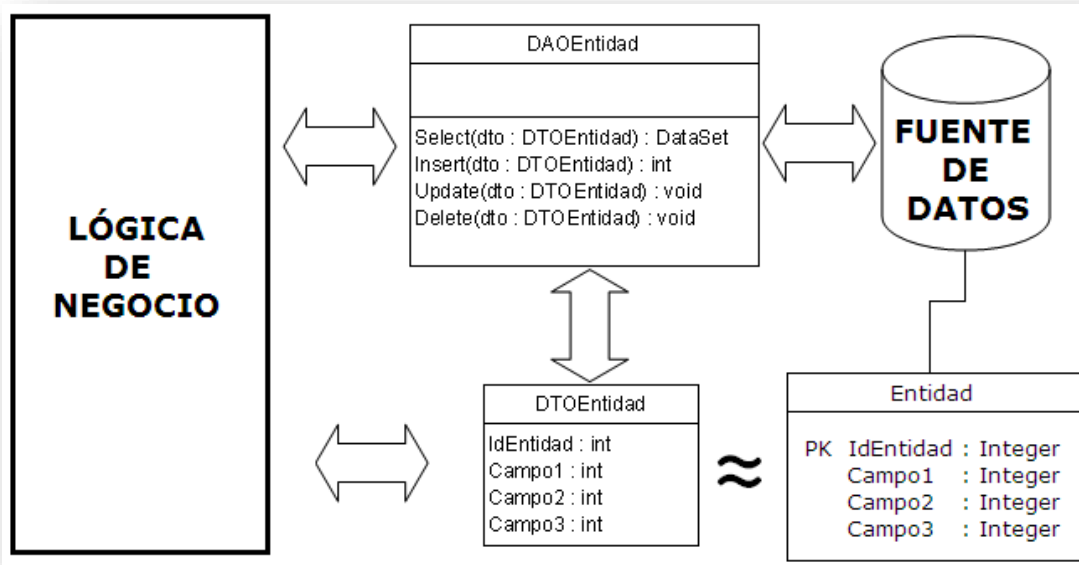 LÓGICA
DE
NEGOCIO
DAOEntidad
Select(dto : DTOEntidad) : DataSet
Insert(dto : DTOEntidad) : int
Update(dto : DTOEntidad) : void
Delete(dto : DTOEntidad) : void
FUENTE
DE
DATOS
DTOEntidad
IdEntidad : int
Campo1 : int
Campo2 : int
Campo3 : int
≈
Entidad
PK IdEntidad : Integer
Campo1 : Integer
Campo2 : Integer
Campo3 : Integer